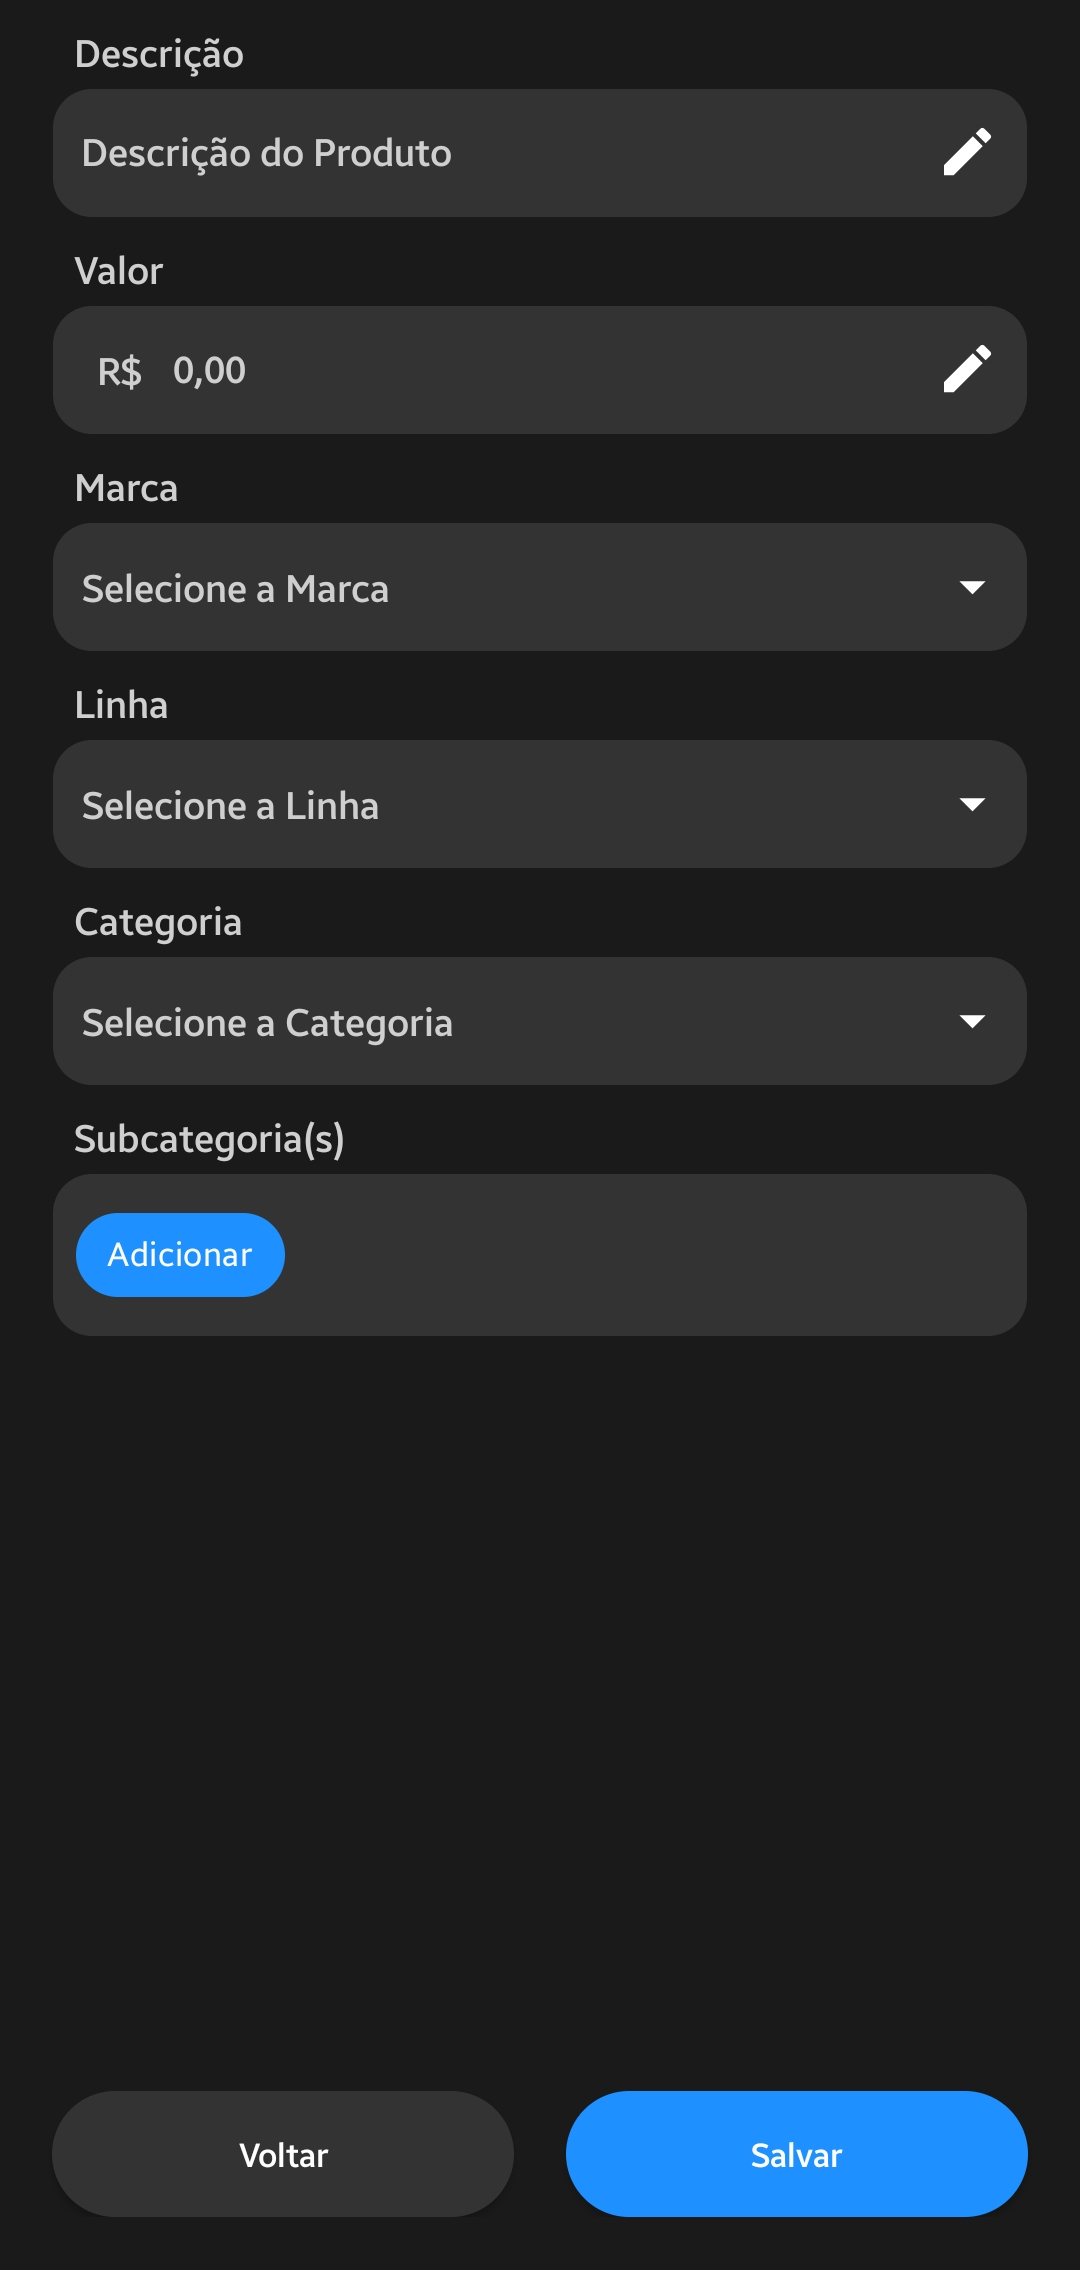 Descrição
Descrição do Produto
Valor
R$ 0,00
Marca
Selecione a Marca
Linha
Selecione a Linha
Categoria
Selecione a Categoria
Subcategoria(s)
Adicionar
Voltar Salvar